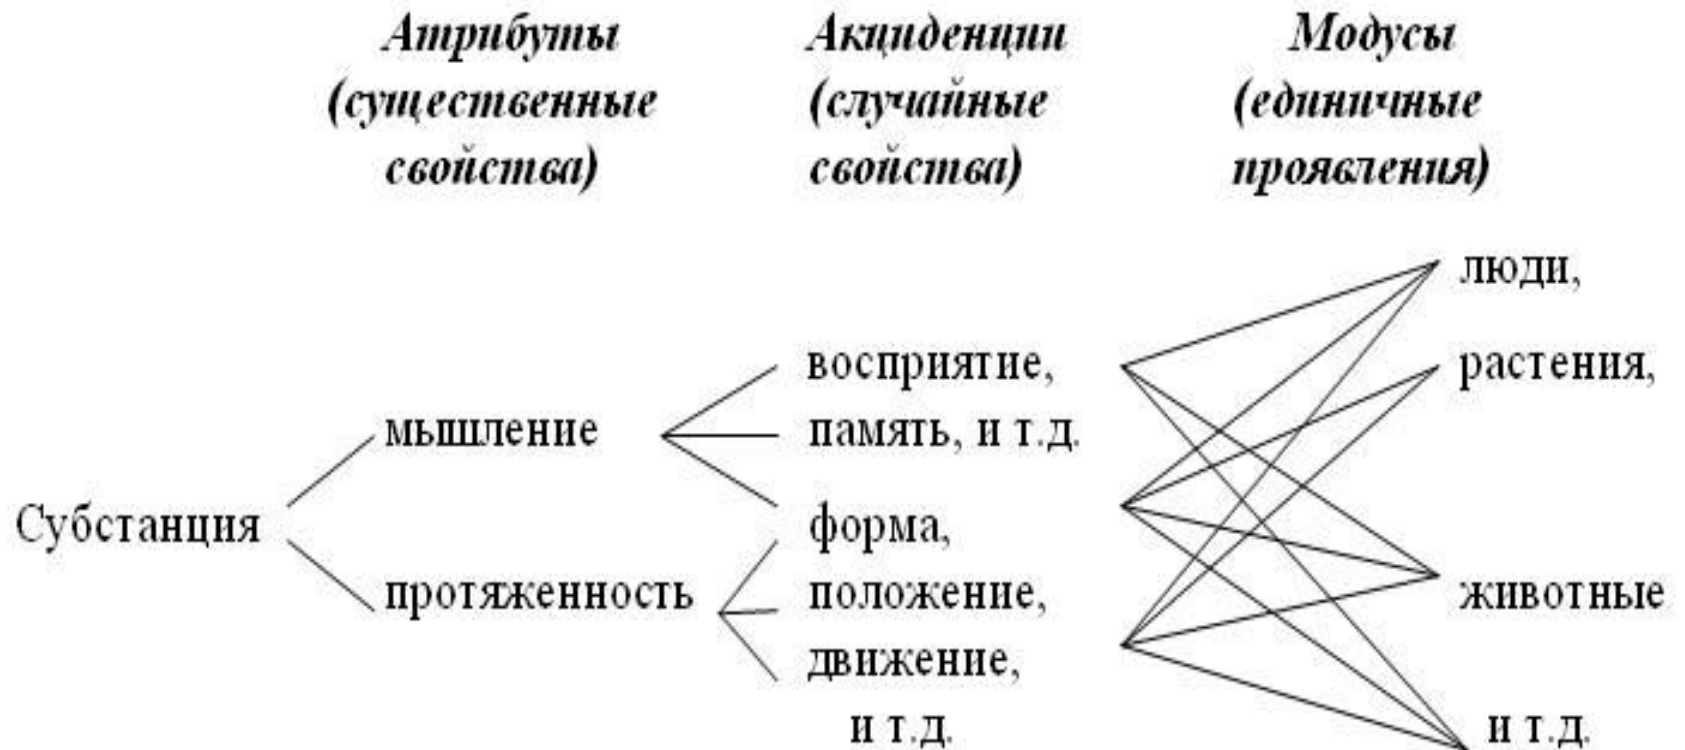 Атрибуты
(существенные
свойства)
Акциденции
(случайные
свойства)
Модусы
(единичные
проявления)
Субстанция
мышление
протяженность
восприятие,
память, и т.д.
форма,
положение,
движение,
и т.д.
люди,
растения,
животные
и т.д.